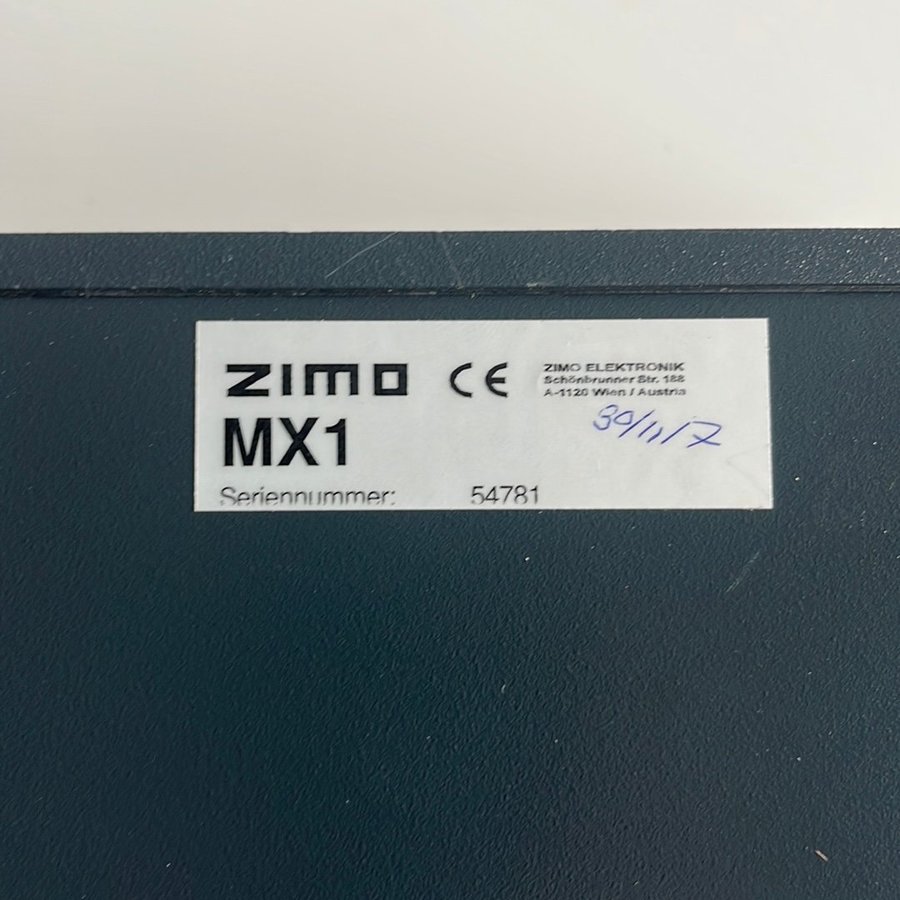 ZIMO CE
ZIMO ELEKTRONIK
Schönbrunner Str. 188
A-1120 Wien / Austria
30/11/7
MX1
Seriennummer: 54781